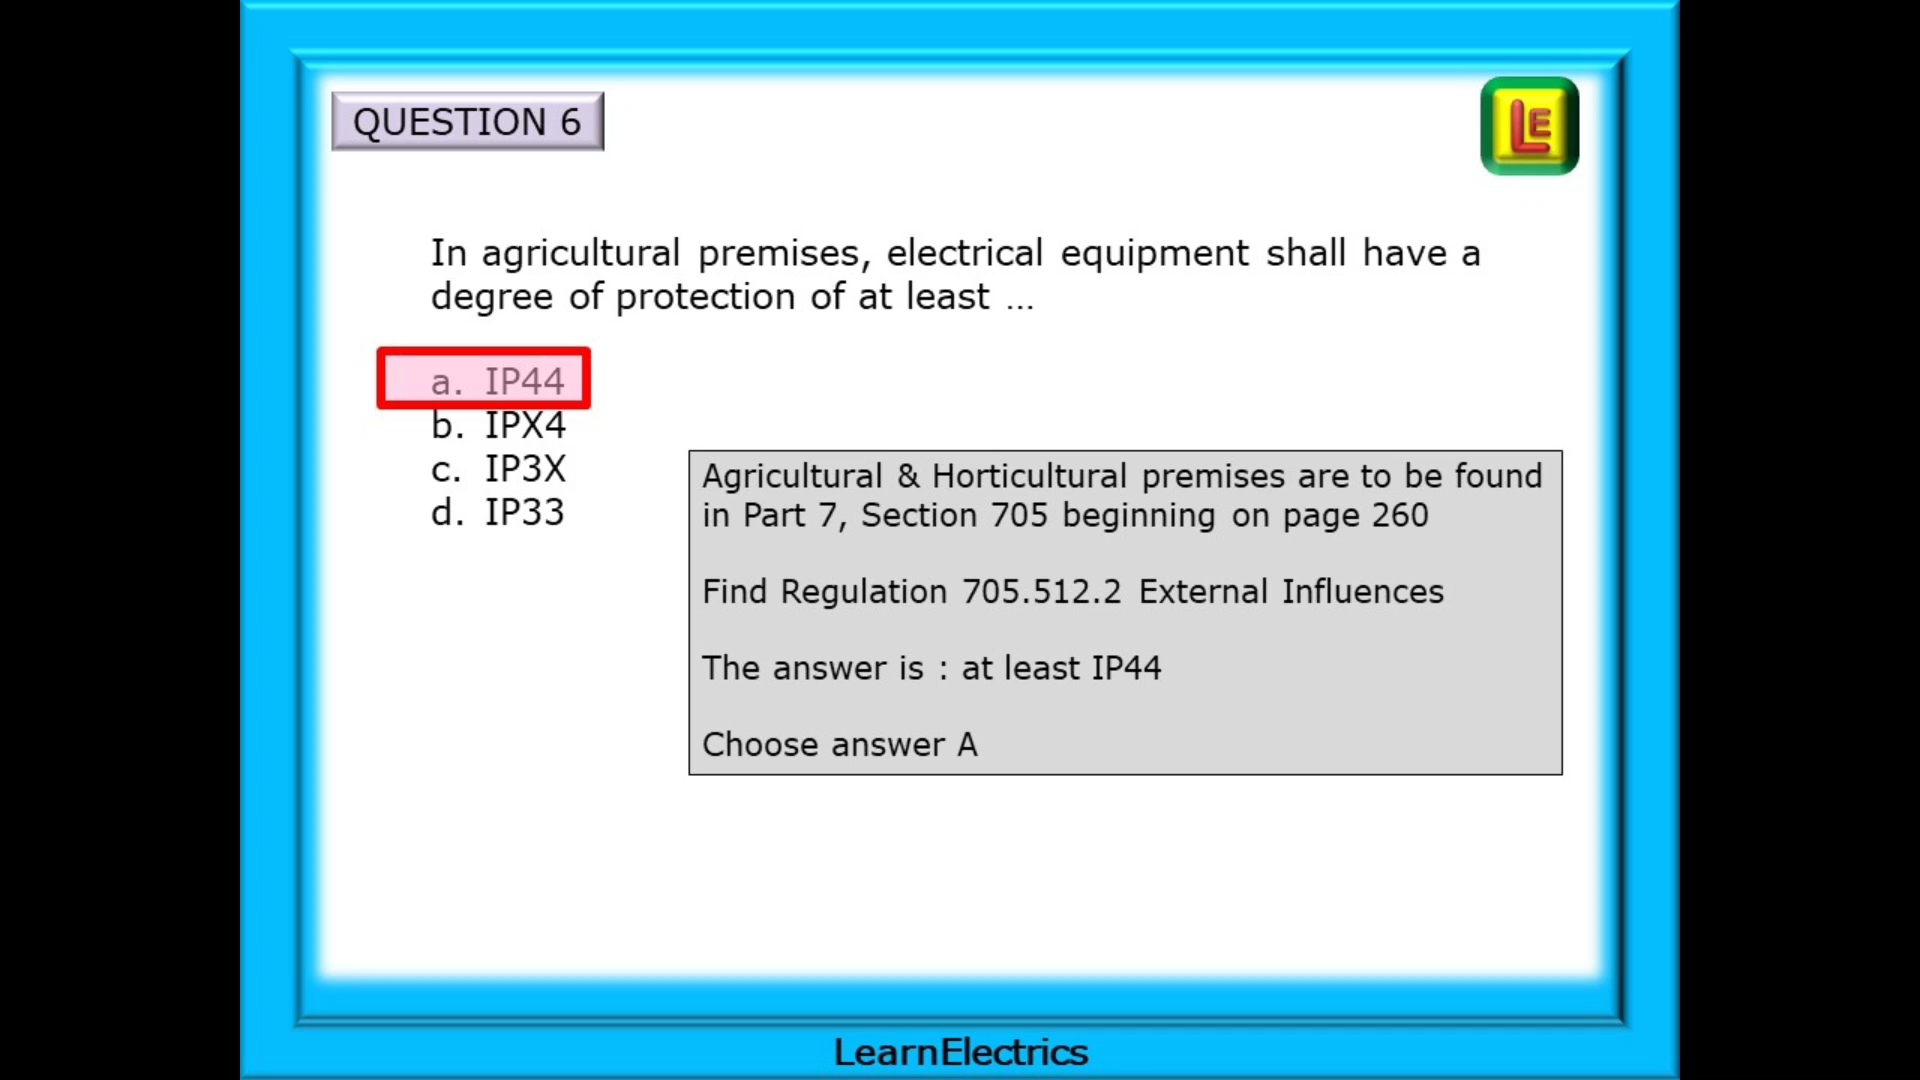 QUESTION 6
LE
In agricultural premises, electrical equipment shall have a
degree of protection of at least ...
a. IP44
b. IPX4
c. IP3X
d. IP33
Agricultural & Horticultural premises are to be found
in Part 7, Section 705 beginning on page 260
Find Regulation 705.512.2 External Influences
The answer is : at least IP44
Choose answer A
LearnElectrics